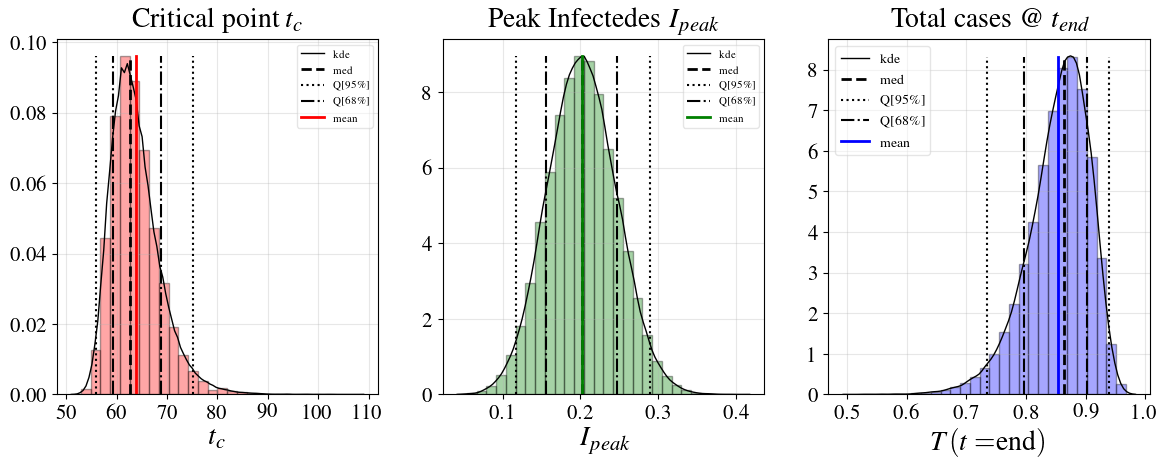 Critical point t_c
0.00
0.02
0.04
0.06
0.08
0.10
50 60 70 80 90 100 110
t_c
kde
med
Q[95%]
Q[68%]
mean
Peak Infectedes I_peak
0
2
4
6
8
0.1 0.2 0.3 0.4
I_peak
kde
med
Q[95%]
Q[68%]
mean
Total cases @ t_end
0
1
2
3
4
5
6
7
8
0.5 0.6 0.7 0.8 0.9 1.0
T (t =end)
kde
med
Q[95%]
Q[68%]
mean